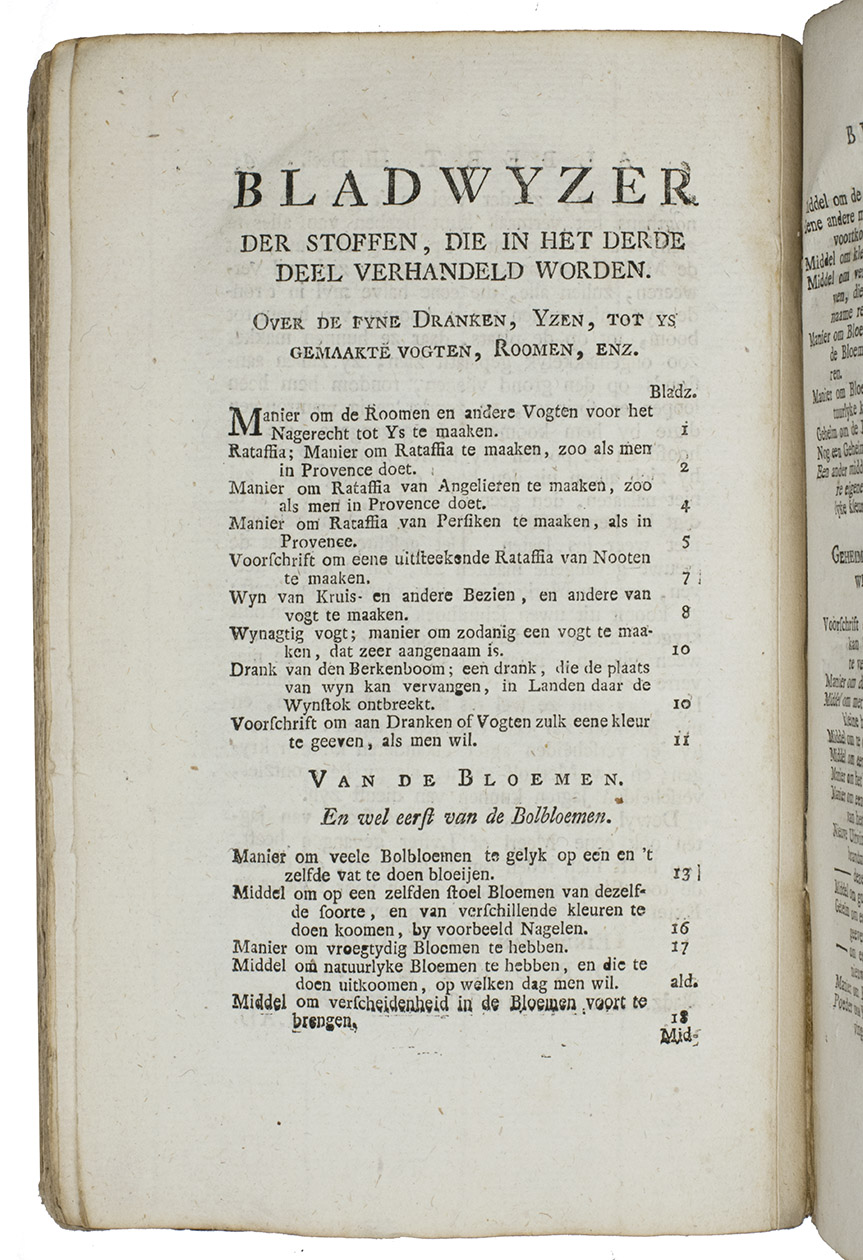 BLADWYZER
DER STOFFEN, DIE IN HET DERDE
DEEL VERHANDELD WORDEN.
OVER DE FYNE DRANKEN, YZEN, TOT YS
GEMAAKTE VOGTEN, ROOMEN, ENZ.
Bladz.
Manier om de Roomen en andere Vogten voor het
Nagerecht tot Ys te maaken. 1
Rataffia; Manier om Rataffia te maaken, zoo als men
in Provence doet. 2
Manier om Rataffia van Angelieren te maaken, zoo
als men in Provence doet. 4
Manier om Rataffia van Perſiken te maaken, als in
Provence. 5
Voorſchrift om eene uitſteekende Rataffia van Nooten
te maaken. 7
Wyn van Kruis- en andere Bezien, en andere van
vogt te maaken. 8
Wynagtig vogt; manier om zodanig een vogt te maa-
ken, dat zeer aangenaam is. 10
Drank van den Berkenboom; een drank, die de plaats
van wyn kan vervangen, in Landen daar de
Wynſtok ontbreekt. 10
Voorſchrift om aan Dranken of Vogten zulk eene kleur
te geeven, als men wil. 11
VAN DE BLOEMEN.
En wel eerſt van de Bolbloemen.
Manier om veele Bolbloemen te gelyk op een en 't
zelfde vat te doen bloeijen. 13
Middel om op een zelfden ſtoel Bloemen van dezelf-
de ſoorte, en van verſchillende kleuren te
doen koomen, by voorbeeld Nagelen. 16
Manier om vroegtydig Bloemen te hebben. 17
Middel om natuurlyke Bloemen te hebben, en die te
doen uitkoomen, op welken dag men wil. ald.
Middel om verſcheidenheid in de Bloemen voort te
brengen. 18
Mid-